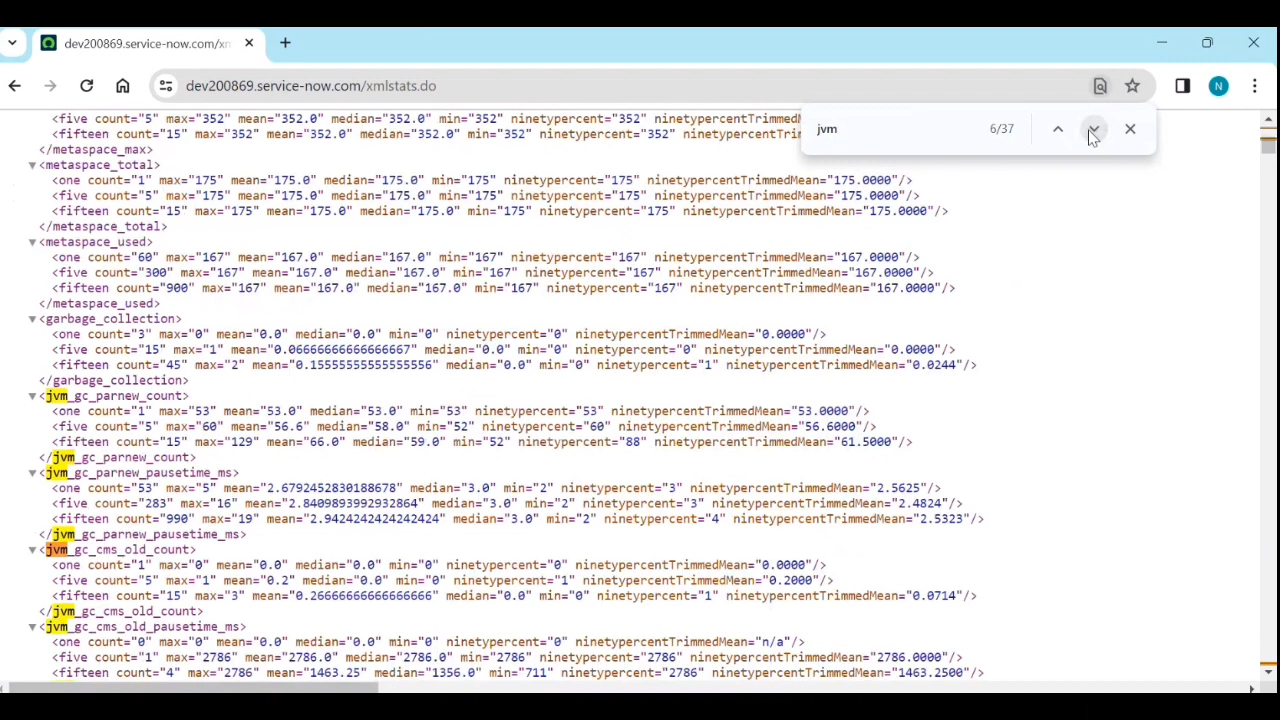 dev200869.service-now.com/xm
dev200869.service-now.com/xmlstats.do
N
jvm
6/37
<five count="5" max="352" mean="352.0" median="352.0" min="352" ninetypercent="352" ninetypercentTrimmedM
<fifteen count="15" max="352" mean="352.0" median="352.0" min="352" ninetypercent="352" ninetypercentTrim
</metaspace_max>
▼<metaspace_total>
<one count="1" max="175" mean="175.0" median="175.0" min="175" ninetypercent="175" ninetypercentTrimmedMean="175.0000"/>
<five count="5" max="175" mean="175.0" median="175.0" min="175" ninetypercent="175" ninetypercentTrimmedMean="175.0000"/>
<fifteen count="15" max="175" mean="175.0" median="175.0" min="175" ninetypercent="175" ninetypercentTrimmedMean="175.0000"/>
</metaspace_total>
▼<metaspace_used>
<one count="60" max="167" mean="167.0" median="167.0" min="167" ninetypercent="167" ninetypercentTrimmedMean="167.0000"/>
<five count="300" max="167" mean="167.0" median="167.0" min="167" ninetypercent="167" ninetypercentTrimmedMean="167.0000"/>
<fifteen count="900" max="167" mean="167.0" median="167.0" min="167" ninetypercent="167" ninetypercentTrimmedMean="167.0000"/>
</metaspace_used>
▼<garbage_collection>
<one count="3" max="0" mean="0.0" median="0.0" min="0" ninetypercent="0" ninetypercentTrimmedMean="0.0000"/>
<five count="15" max="1" mean="0.06666666666666667" median="0.0" min="0" ninetypercent="0" ninetypercentTrimmedMean="0.0000"/>
<fifteen count="45" max="2" mean="0.15555555555555556" median="0.0" min="0" ninetypercent="1" ninetypercentTrimmedMean="0.0244"/>
</garbage_collection>
▼<jvm_gc_parnew_count>
<one count="1" max="53" mean="53.0" median="53.0" min="53" ninetypercent="53" ninetypercentTrimmedMean="53.0000"/>
<five count="5" max="60" mean="56.6" median="58.0" min="52" ninetypercent="60" ninetypercentTrimmedMean="56.6000"/>
<fifteen count="15" max="129" mean="66.0" median="59.0" min="52" ninetypercent="88" ninetypercentTrimmedMean="61.5000"/>
</jvm_gc_parnew_count>
▼<jvm_gc_parnew_pausetime_ms>
<one count="53" max="5" mean="2.6792452830188678" median="3.0" min="2" ninetypercent="3" ninetypercentTrimmedMean="2.5625"/>
<five count="283" max="16" mean="2.8409893992932864" median="3.0" min="2" ninetypercent="3" ninetypercentTrimmedMean="2.4824"/>
<fifteen count="990" max="19" mean="2.9424242424242424" median="3.0" min="2" ninetypercent="4" ninetypercentTrimmedMean="2.5323"/>
</jvm_gc_parnew_pausetime_ms>
▼<jvm_gc_cms_old_count>
<one count="1" max="0" mean="0.0" median="0.0" min="0" ninetypercent="0" ninetypercentTrimmedMean="0.0000"/>
<five count="5" max="1" mean="0.2" median="0.0" min="0" ninetypercent="1" ninetypercentTrimmedMean="0.2000"/>
<fifteen count="15" max="3" mean="0.26666666666666666" median="0.0" min="0" ninetypercent="1" ninetypercentTrimmedMean="0.0714"/>
</jvm_gc_cms_old_count>
▼<jvm_gc_cms_old_pausetime_ms>
<one count="0" max="0" mean="0.0" median="0.0" min="0" ninetypercent="0" ninetypercentTrimmedMean="n/a"/>
<five count="1" max="2786" mean="2786.0" median="2786.0" min="2786" ninetypercent="2786" ninetypercentTrimmedMean="2786.0000"/>
<fifteen count="4" max="2786" mean="1463.25" median="1356.0" min="711" ninetypercent="2786" ninetypercentTrimmedMean="1463.2500"/>